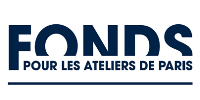 FONDS
POUR LES ATELIERS DE PARIS